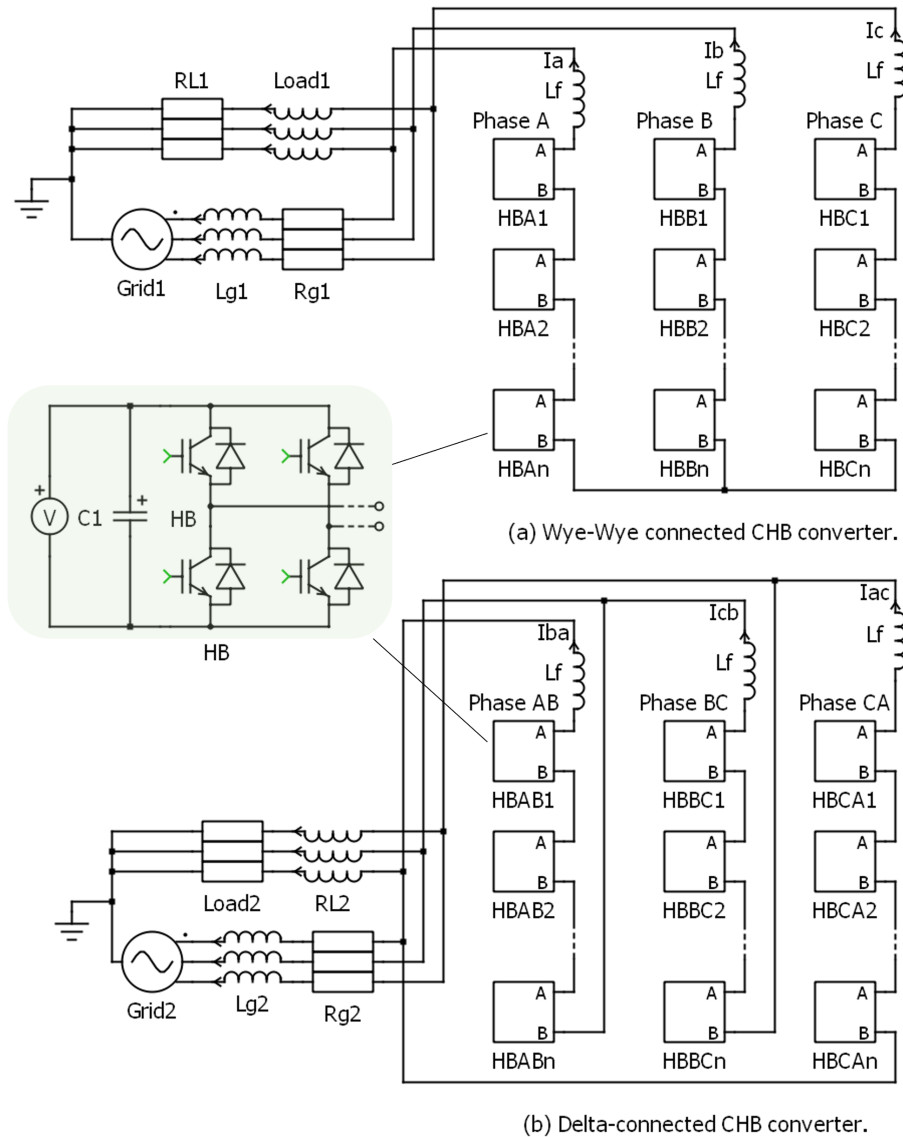 Ic
Ib
Ia
Lf
Lf
Lf
RL1
Load1
Phase A
Phase B
Phase C
A
B
HBA1
A
B
HBB1
A
B
HBC1
Grid1
Lg1
Rg1
A
B
HBA2
A
B
HBB2
A
B
HBC2
A
B
HBAn
A
B
HBBn
A
B
HBCn
+
V
C1
+
HB
HB
(a) Wye-Wye connected CHB converter.
Iac
Icb
Iba
Lf
Lf
Lf
Phase AB
Phase BC
Phase CA
A
B
HBAB1
A
B
HBBC1
A
B
HBCA1
Load2
RL2
A
B
HBAB2
A
B
HBBC2
A
B
HBCA2
Grid2
Lg2
Rg2
A
B
HBABn
A
B
HBBCn
A
B
HBCAn
(b) Delta-connected CHB converter.